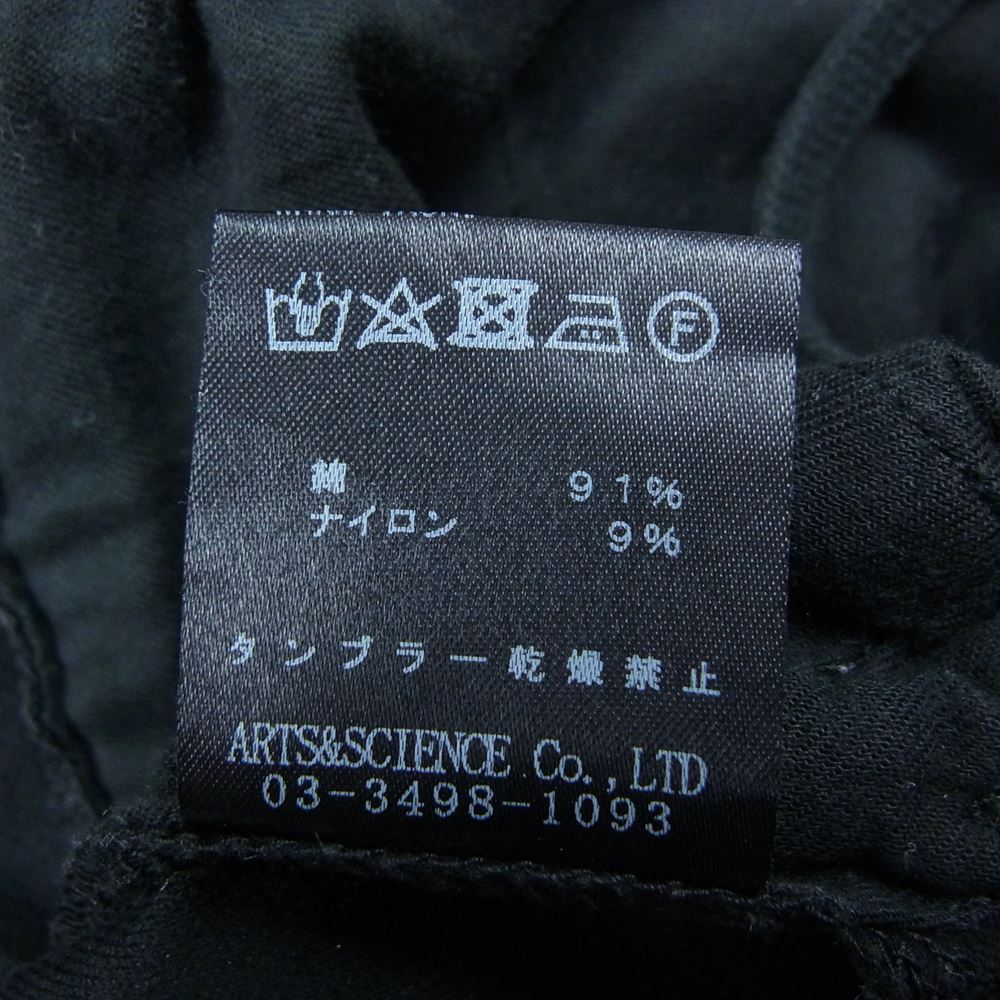 F
綿 91%
ナイロン 9%
タンブラー乾燥禁止
ARTS&SCIENCE Co.,LTD
03-3498-1093